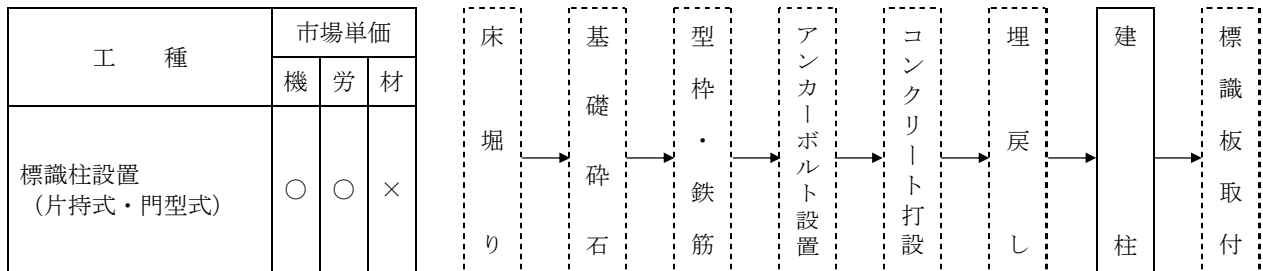 工 種
市場単価
機 労 材
標識柱設置
（片持式・門型式）
○ ○ ×
床堀り
基礎砕石
型枠・鉄筋
アンカーボルト設置
コンクリート打設
埋戻し
建柱
標識板取付